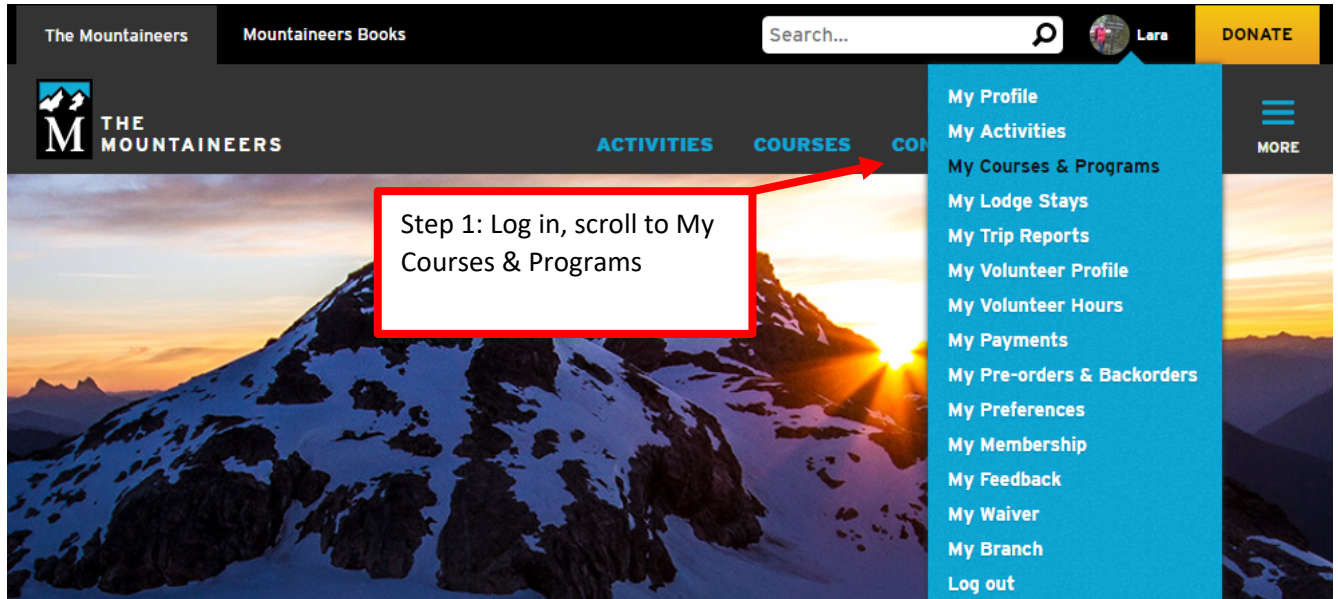 The Mountaineers Mountaineers Books Search... Lara DONATE
M THE
MOUNTAINEERS
ACTIVITIES COURSES
MORE
Step 1: Log in, scroll to My
Courses & Programs
My Profile
My Activities
My Courses & Programs
My Lodge Stays
My Trip Reports
My Volunteer Profile
My Volunteer Hours
My Payments
My Pre-orders & Backorders
My Preferences
My Membership
My Feedback
My Waiver
My Branch
Log out